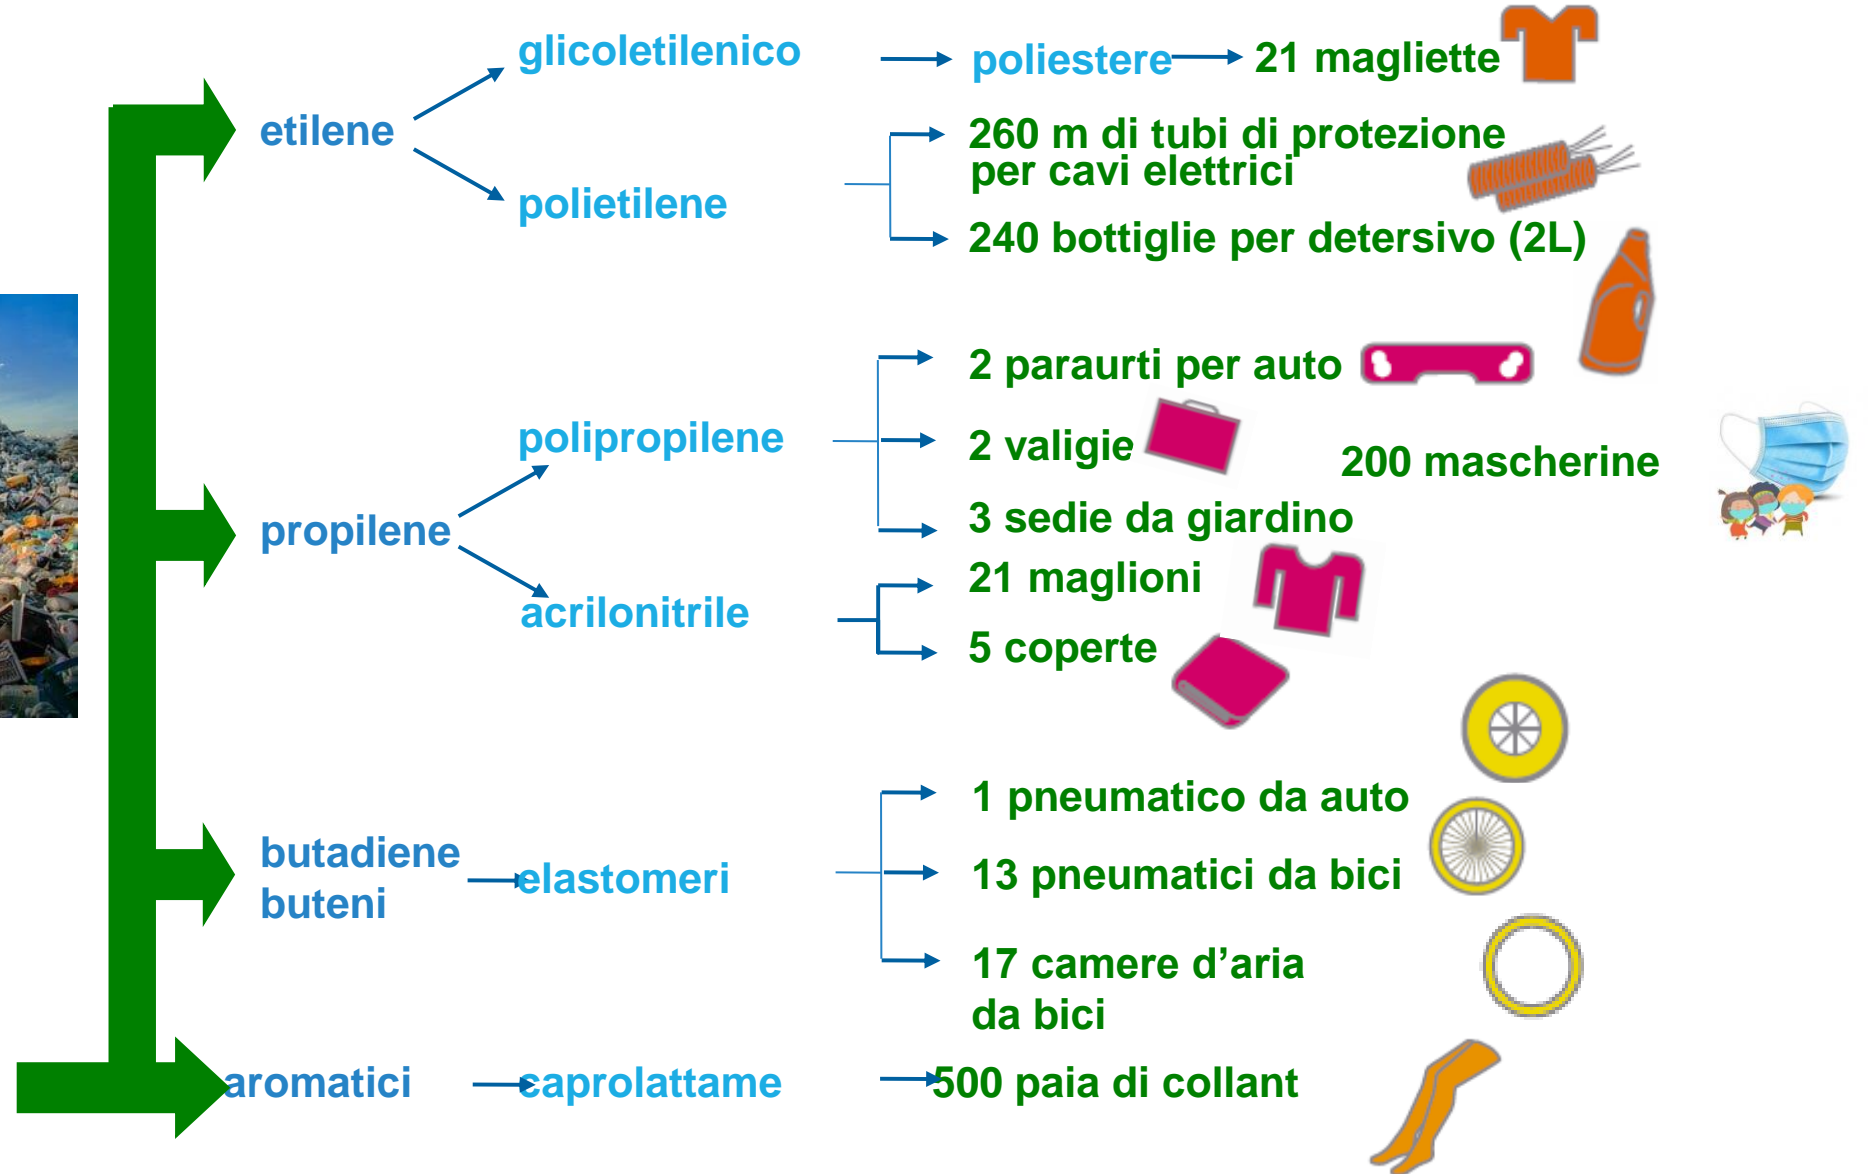 glicoletilenico
poliestere
21 magliette
etilene
260 m di tubi di protezione
per cavi elettrici
polietilene
240 bottiglie per detersivo (2L)
2 paraurti per auto
polipropilene
2 valigie
200 mascherine
propilene
3 sedie da giardino
21 maglioni
acrilonitrile
5 coperte
1 pneumatico da auto
butadiene
buteni
elastomeri
13 pneumatici da bici
17 camere d’aria
da bici
aromatici
caprolattame
500 paia di collant